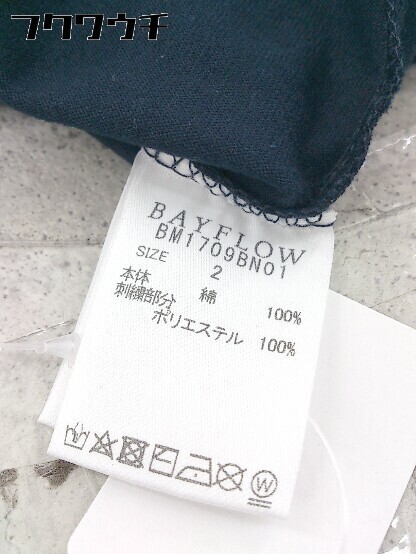 フクウウチ
BAYFLOW
BM1709BN01
SIZE 2
本体 綿 100%
刺繍部分
ポリエステル 100%
W